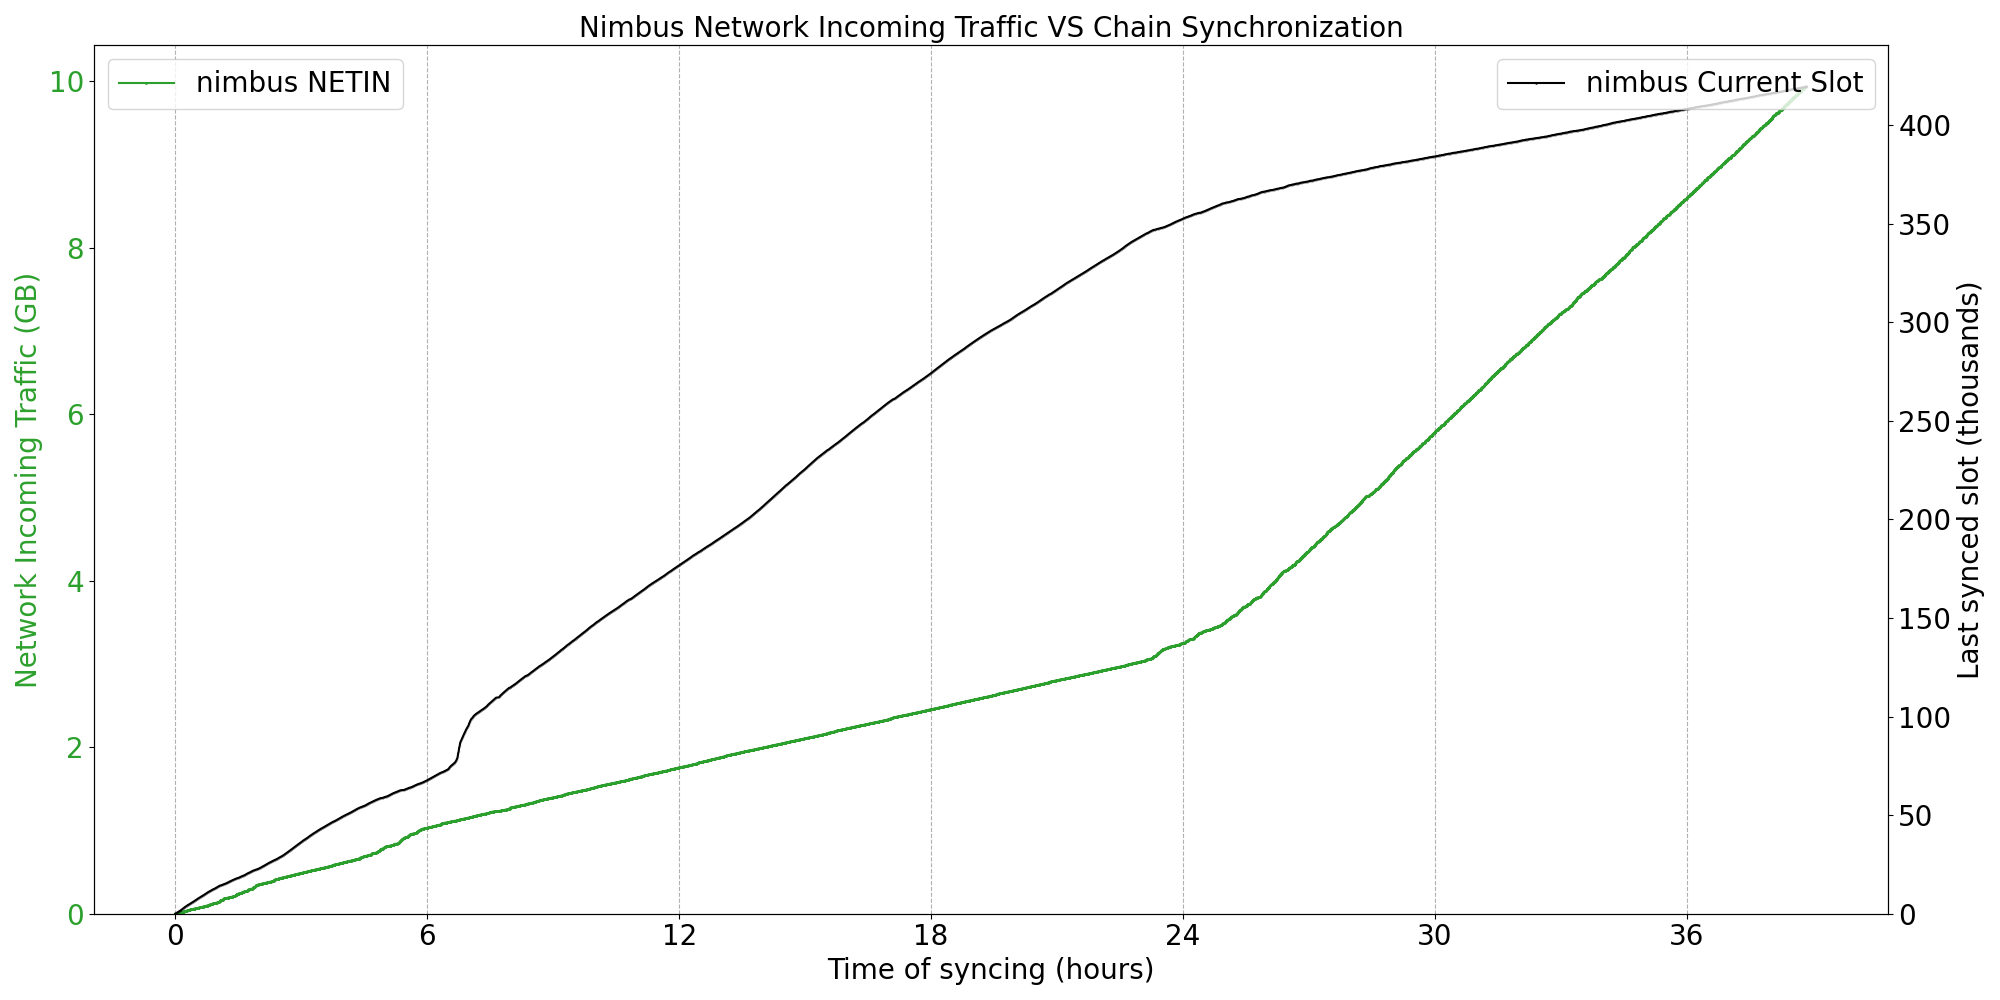 Nimbus Network Incoming Traffic VS Chain Synchronization
nimbus NETIN
nimbus Current Slot
Network Incoming Traffic (GB)
10
8
6
4
2
0
400
350
300
250
200
150
100
50
0
Last synced slot (thousands)
0 6 12 18 24 30 36
Time of syncing (hours)